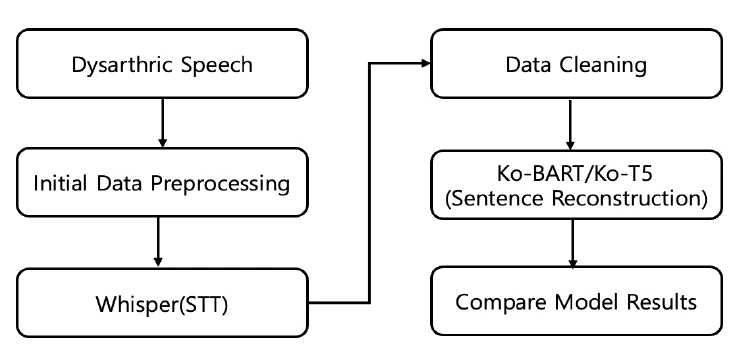 Dysarthric Speech
Initial Data Preprocessing
Whisper(STT)
Data Cleaning
Ko-BART/Ko-T5
(Sentence Reconstruction)
Compare Model Results